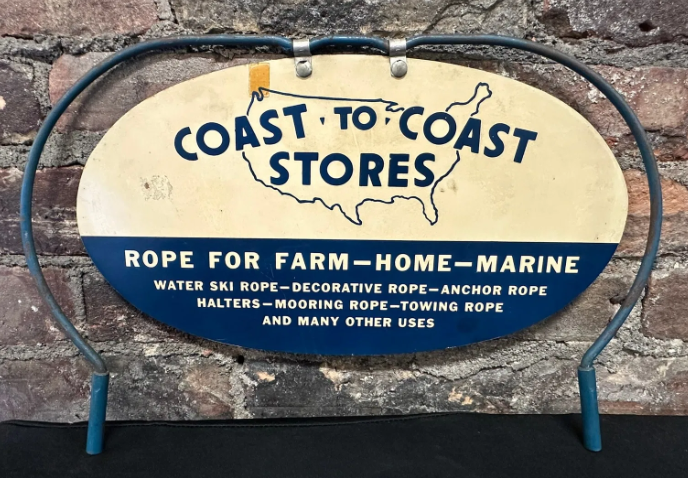 COAST TO COAST
STORES
ROPE FOR FARM—HOME—MARINE
WATER SKI ROPE—DECORATIVE ROPE—ANCHOR ROPE
HALTERS—MOORING ROPE—TOWING ROPE
AND MANY OTHER USES